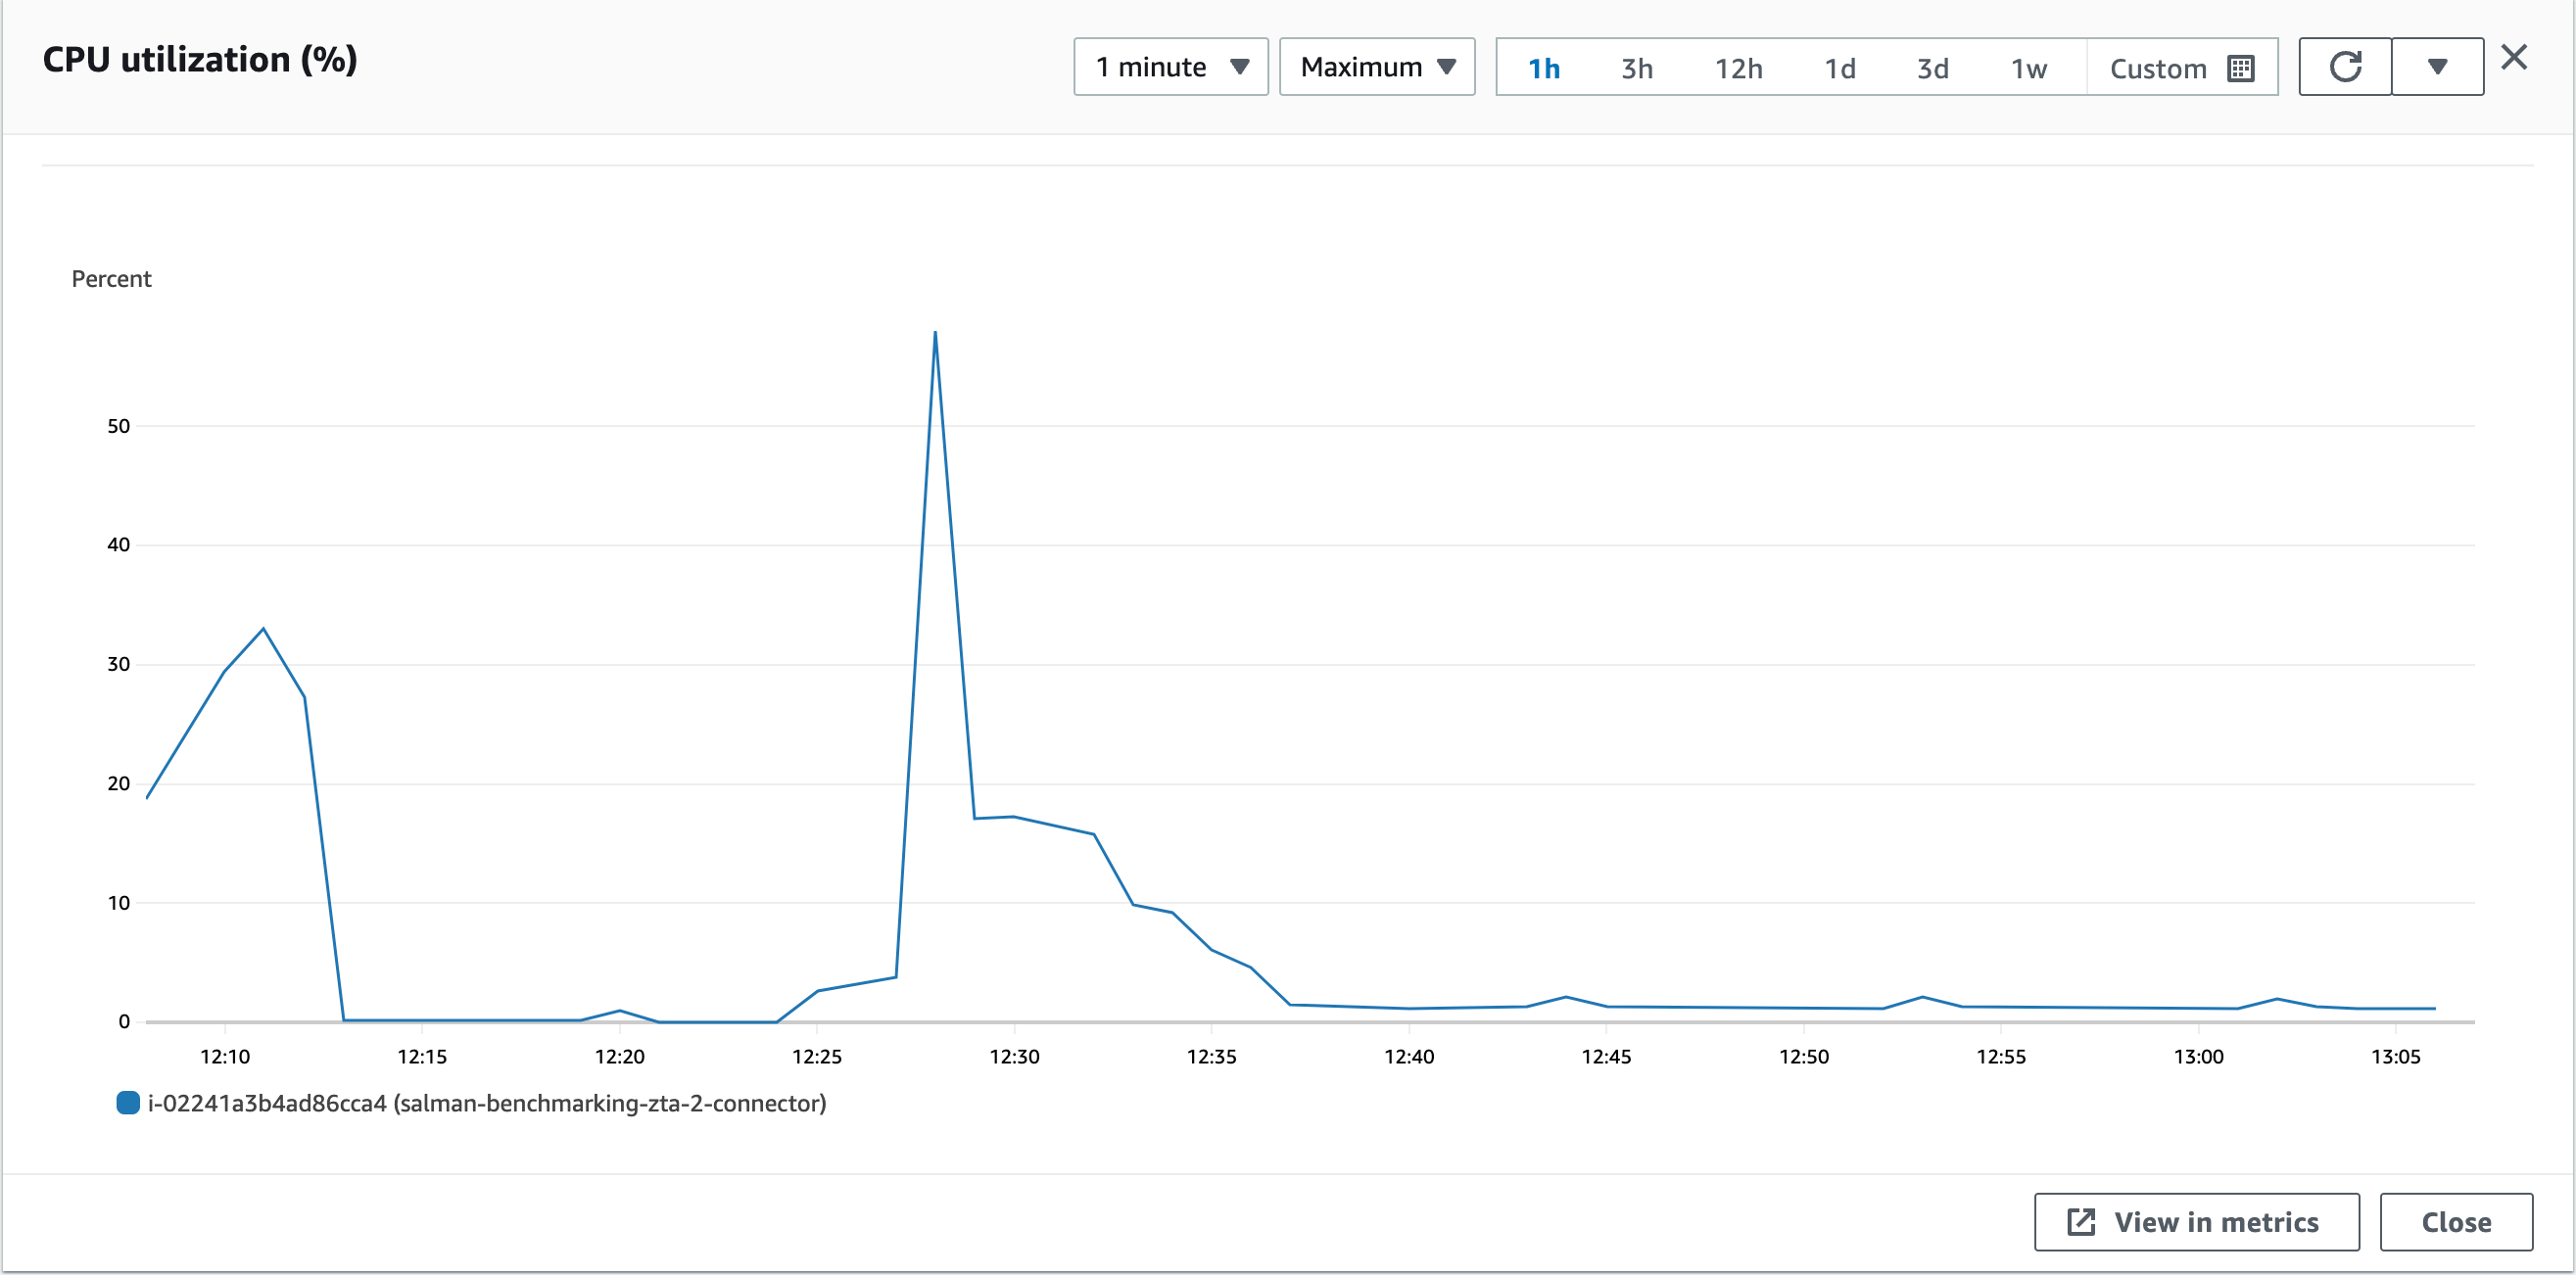 CPU utilization (%)
1 minute Maximum 1h 3h 12h 1d 3d 1w Custom
Percent
50
40
30
20
10
0
12:10 12:15 12:20 12:25 12:30 12:35 12:40 12:45 12:50 12:55 13:00 13:05
i-02241a3b4ad86cca4 (salman-benchmarking-zta-2-connector)
View in metrics Close